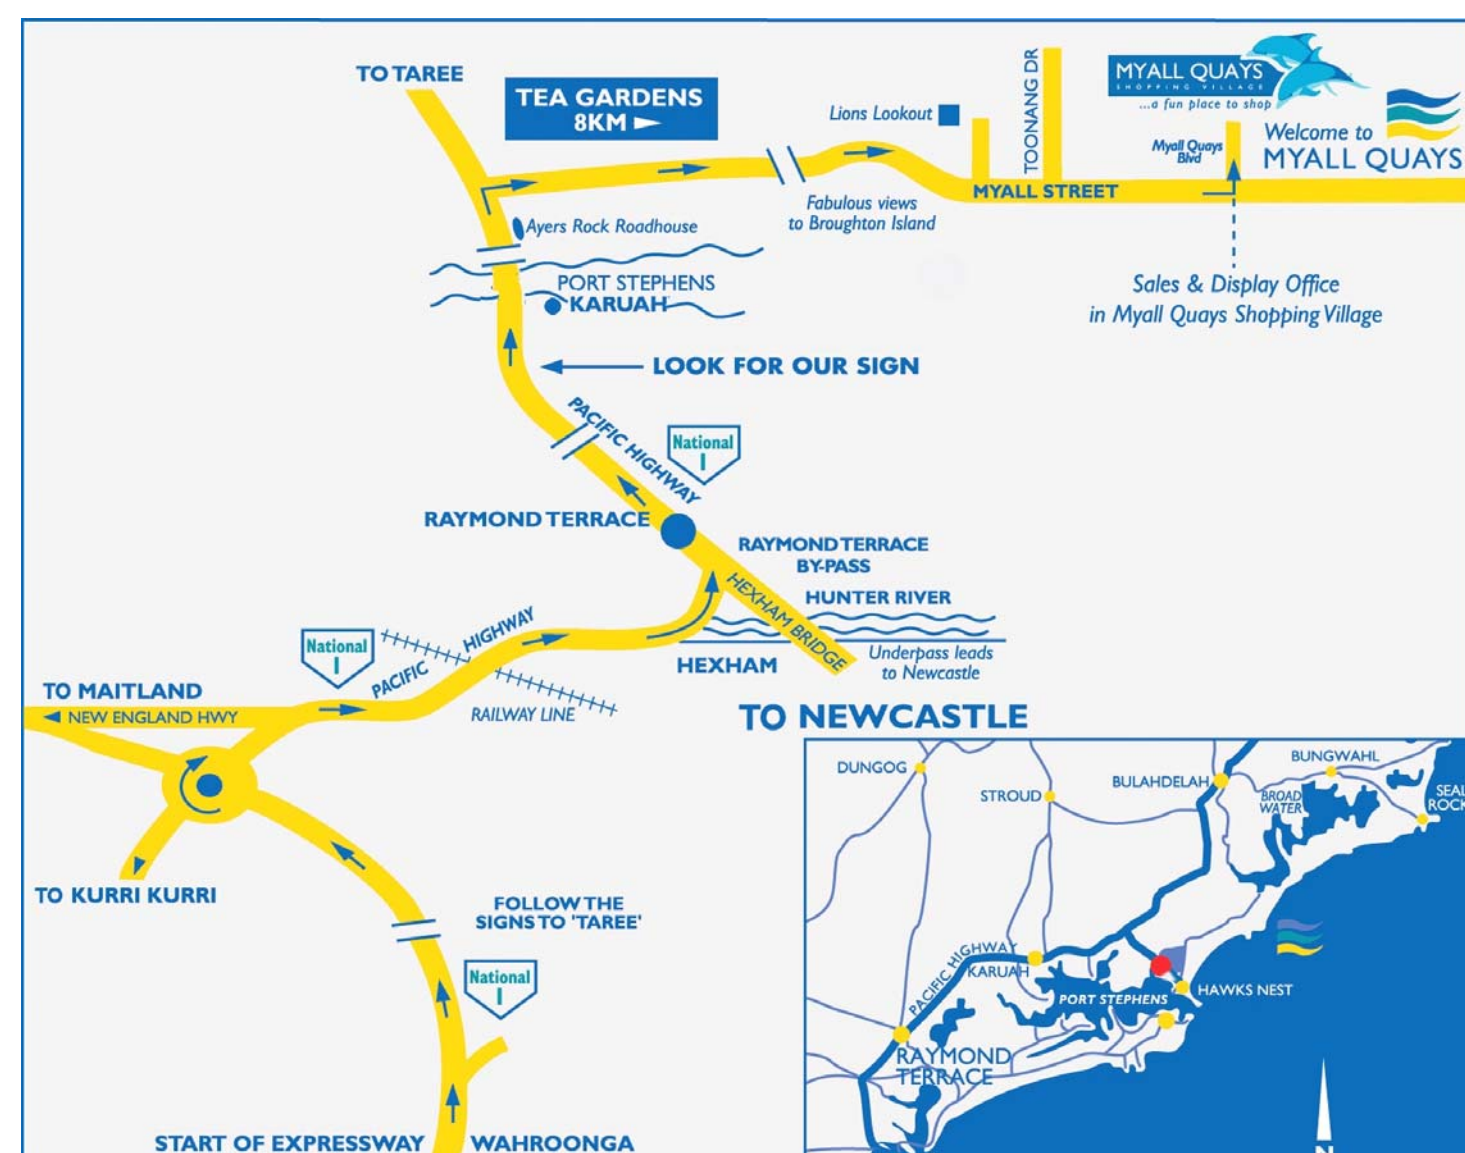 TO TAREE
TEA GARDENS
8KM
Lions Lookout
TOONANG DR
MYALL QUAYS
SHOPPING VILLAGE
...a fun place to shop
Myall Quays
Blvd
Welcome to
MYALL QUAYS
MYALL STREET
Fabulous views
to Broughton Island
Ayers Rock Roadhouse
PORT STEPHENS
KARUAH
Sales & Display Office
in Myall Quays Shopping Village
LOOK FOR OUR SIGN
PACIFIC HIGHWAY
National
1
RAYMOND TERRACE
RAYMOND TERRACE
BY-PASS
HEXHAM BRIDGE
HUNTER RIVER
Underpass leads
to Newcastle
HEXHAM
National
1
PACIFIC HIGHWAY
RAILWAY LINE
TO MAITLAND
NEW ENGLAND HWY
TO NEWCASTLE
TO KURRI KURRI
FOLLOW THE
SIGNS TO 'TAREE'
National
1
START OF EXPRESSWAY
WAHROONGA
DUNGOG
STROUD
BULAHDELAH
BUNGWAHL
BROAD
WATER
SEAL
ROCK
PACIFIC HIGHWAY
KARUAH
PORT STEPHENS
HAWKS NEST
RAYMOND
TERRACE
N